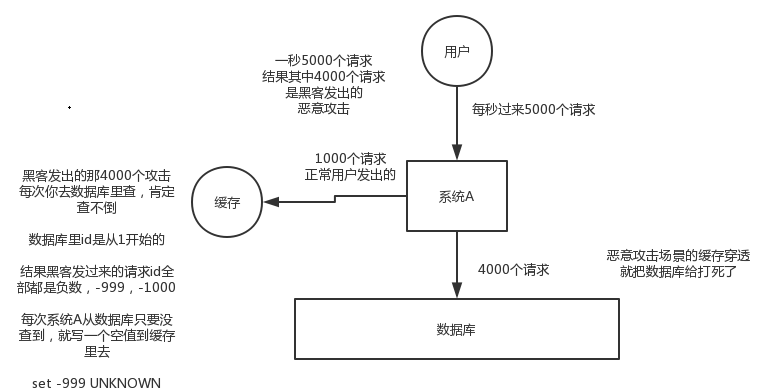 用户
一秒5000个请求
结果其中4000个请求
是黑客发出的
恶意攻击
每秒过来5000个请求
1000个请求
正常用户发出的
黑客发出的那4000个攻击
每次你去数据库里查，肯定
查不倒
缓存
系统A
数据库里id是从1开始的
结果黑客发过来的请求id全
部都是负数，-999，-1000
4000个请求
恶意攻击场景的缓存穿透
就把数据库给打死了
每次系统A从数据库只要没
查到，就写一个空值到缓存
里去
数据库
set -999 UNKNOWN